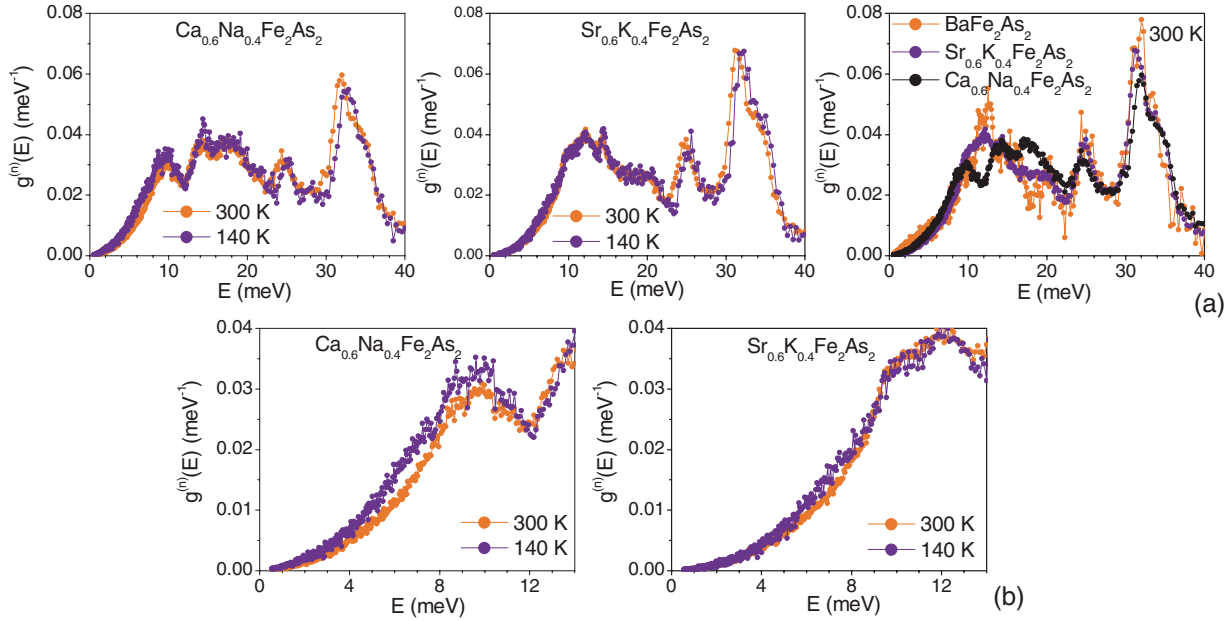 Ca0.6Na0.4Fe2As2
g(n)(E) (meV-1)
0.08
0.06
0.04
0.02
0.00
300 K
140 K
0 10 20 30 40
E (meV)
Sr0.6K0.4Fe2As2
g(n)(E) (meV-1)
0.08
0.06
0.04
0.02
0.00
300 K
140 K
0 10 20 30 40
E (meV)
BaFe2As2
300 K
Sr0.6K0.4Fe2As2
Ca0.6Na0.4Fe2As2
g(n)(E) (meV-1)
0.08
0.06
0.04
0.02
0.00
0 10 20 30 40
E (meV)
(a)
Ca0.6Na0.4Fe2As2
g(n)(E) (meV-1)
0.04
0.03
0.02
0.01
0.00
300 K
140 K
4 8 12
E (meV)
Sr0.6K0.4Fe2As2
g(n)(E) (meV-1)
0.04
0.03
0.02
0.01
0.00
300 K
140 K
0 4 8 12
E (meV)
(b)